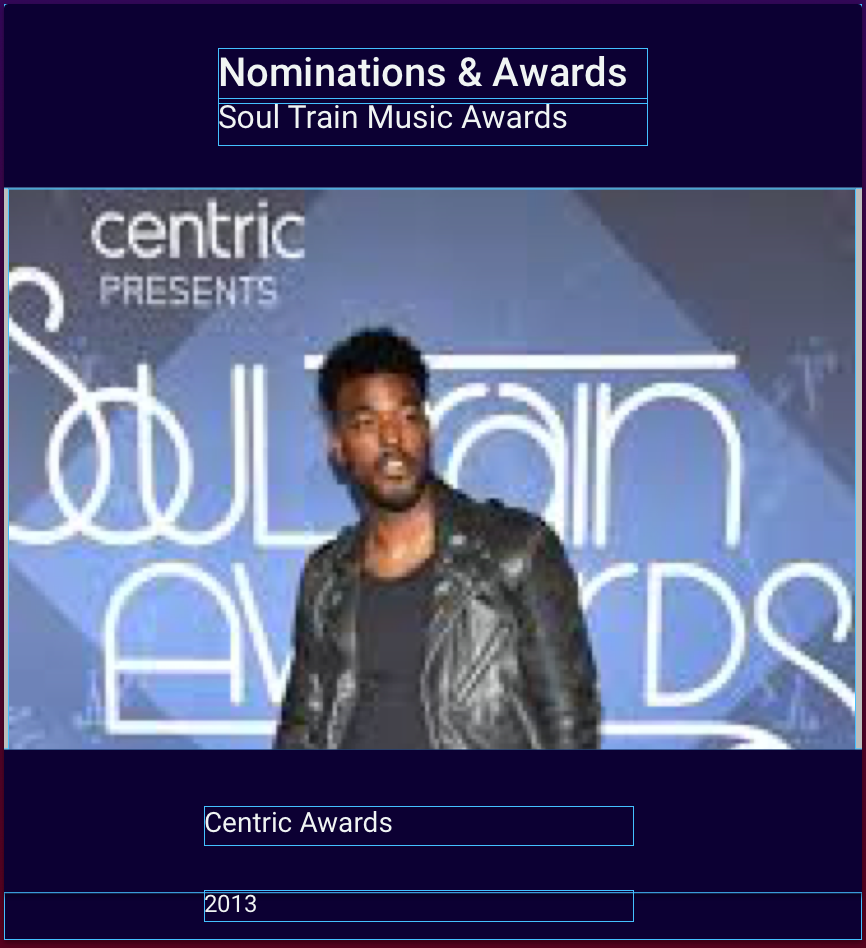 Nominations & Awards
Soul Train Music Awards
centric
PRESENTS
Soul Train
AWARDS
Centric Awards
2013